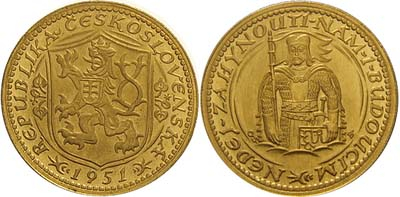 REPUBLIKA ČESKOSLOVENSKÁ
1951
NEDEJ ZAHYNOUTI NÁM I BUDOUCÍM